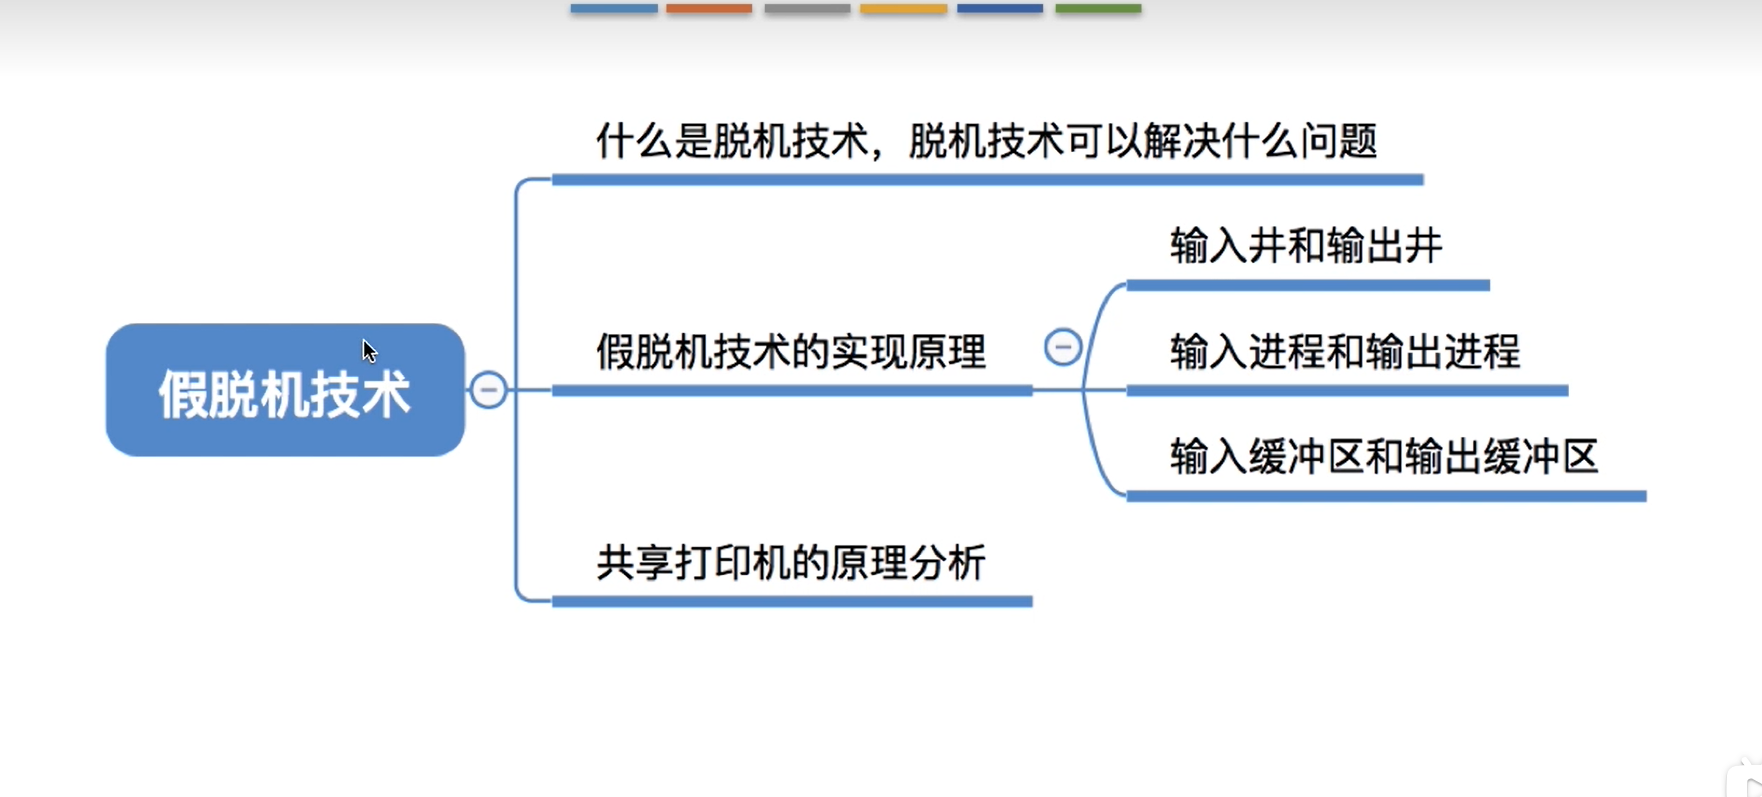 什么是脱机技术，脱机技术可以解决什么问题
输入井和输出井
假脱机技术的实现原理
输入进程和输出进程
假脱机技术
输入缓冲区和输出缓冲区
共享打印机的原理分析